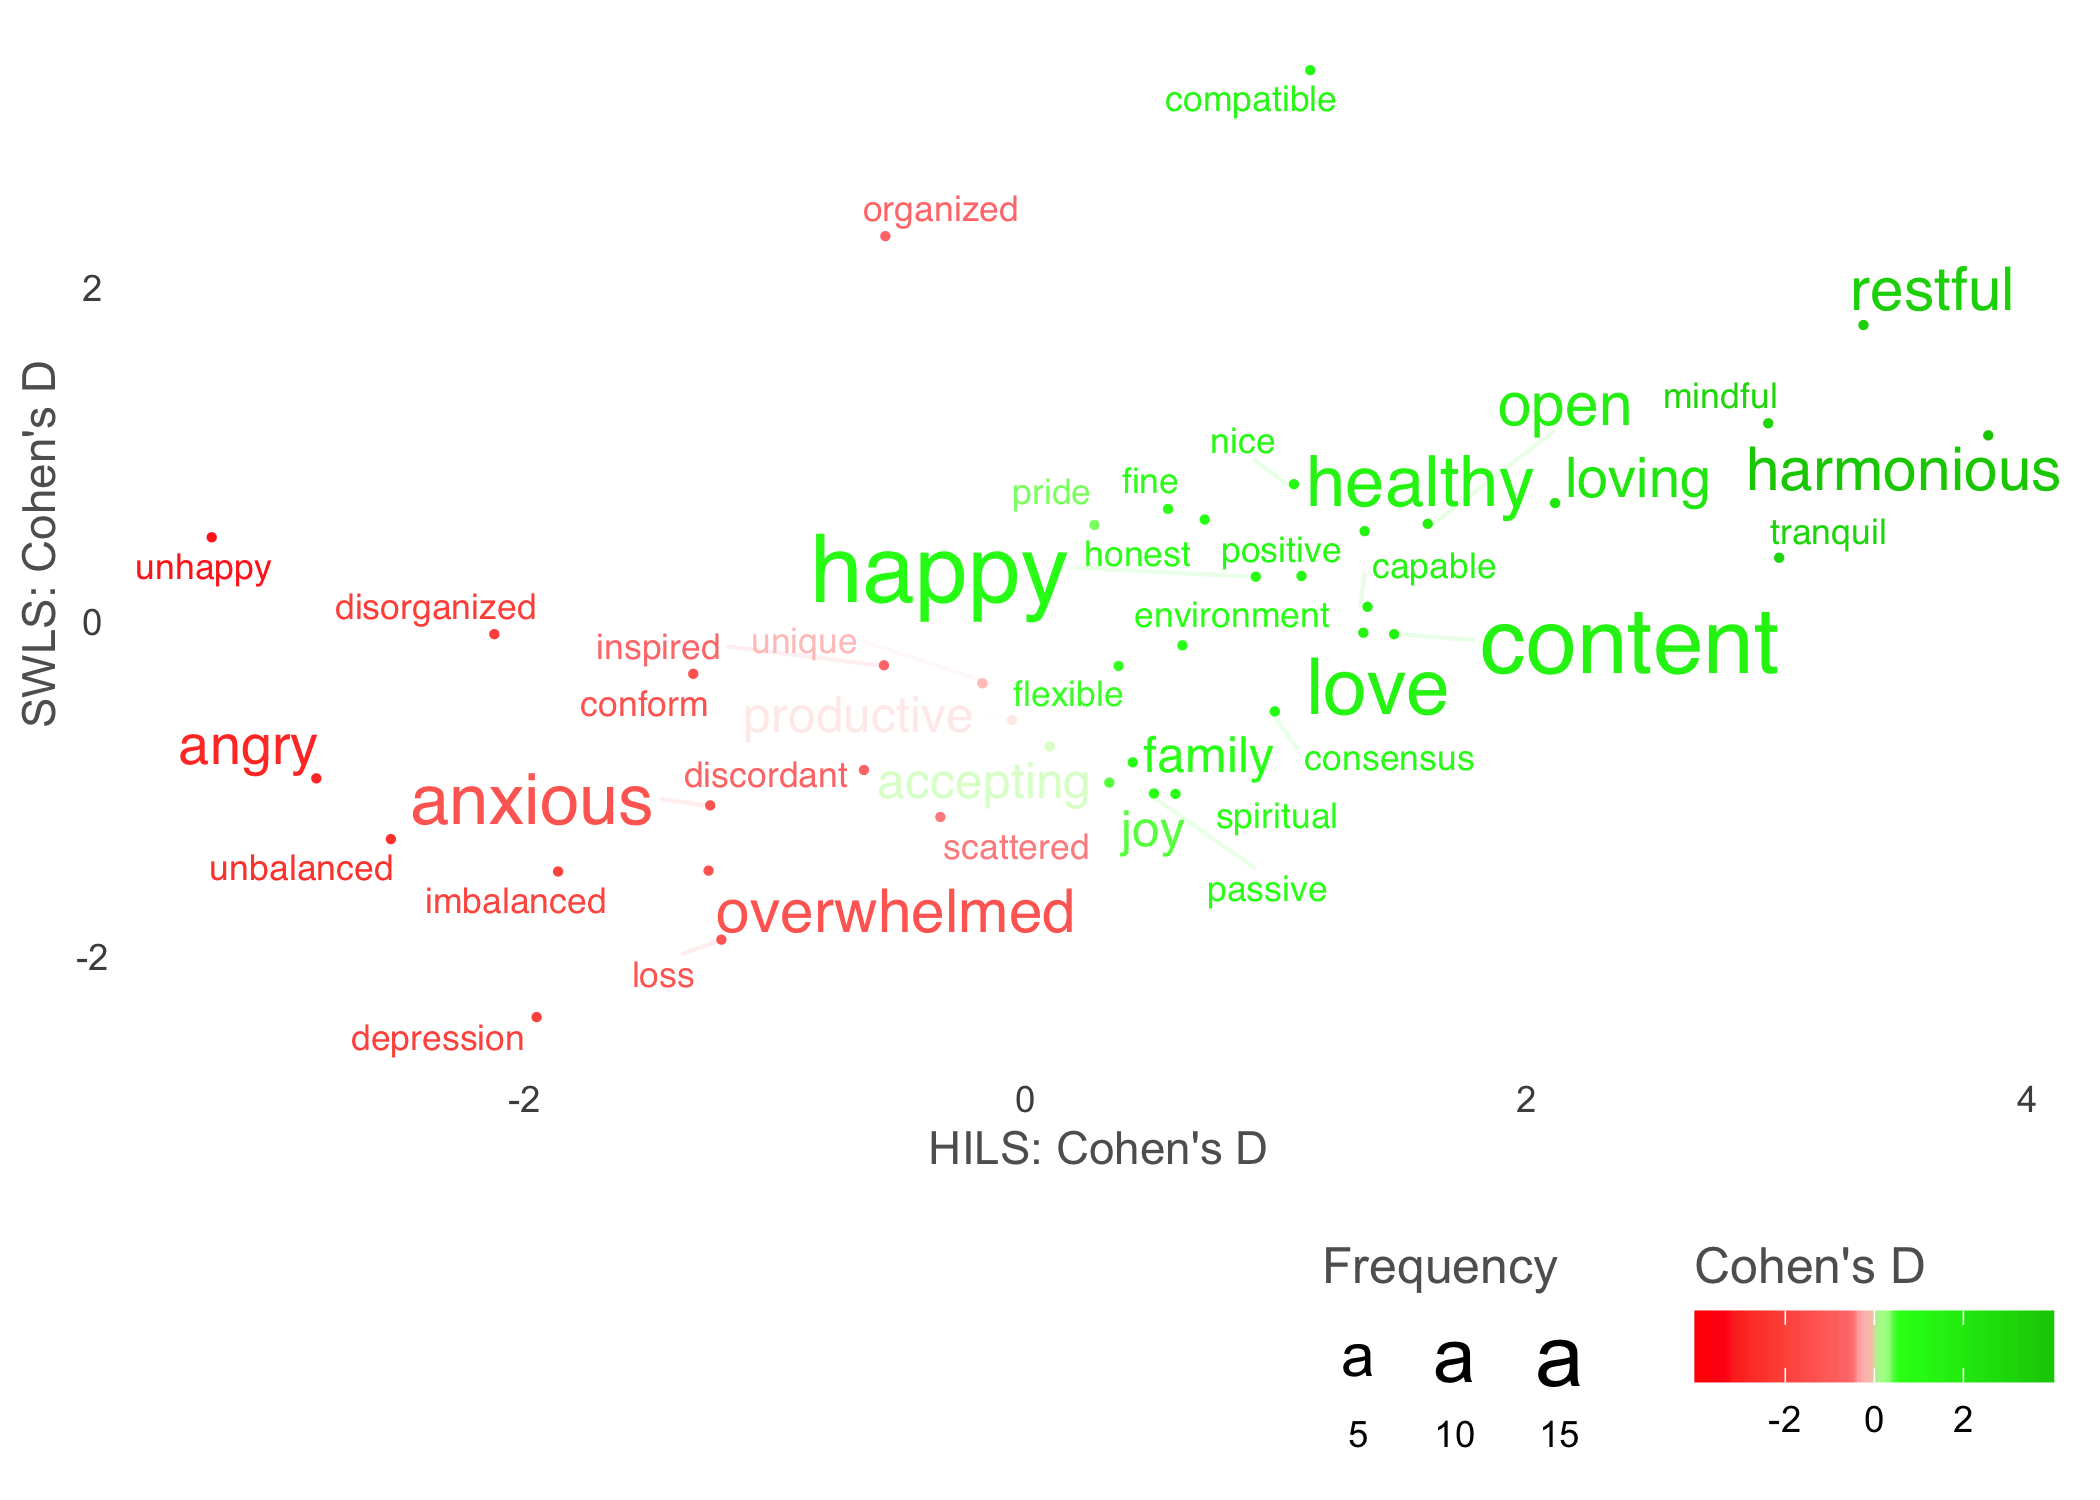 compatible
organized
2
restful
mindful
open
nice
healthy
loving
harmonious
pride
fine
tranquil
happy
honest
positive
capable
unhappy
SWLS: Cohen's D
disorganized
0
environment
inspired
unique
content
conform
productive
flexible
love
angry
anxious
discordant
accepting
family
consensus
unbalanced
scattered
joy
spiritual
imbalanced
overwhelmed
passive
-2
loss
depression
-2 0 2 4
HILS: Cohen's D
Frequency
a a a
5 10 15
Cohen's D
-2 0 2